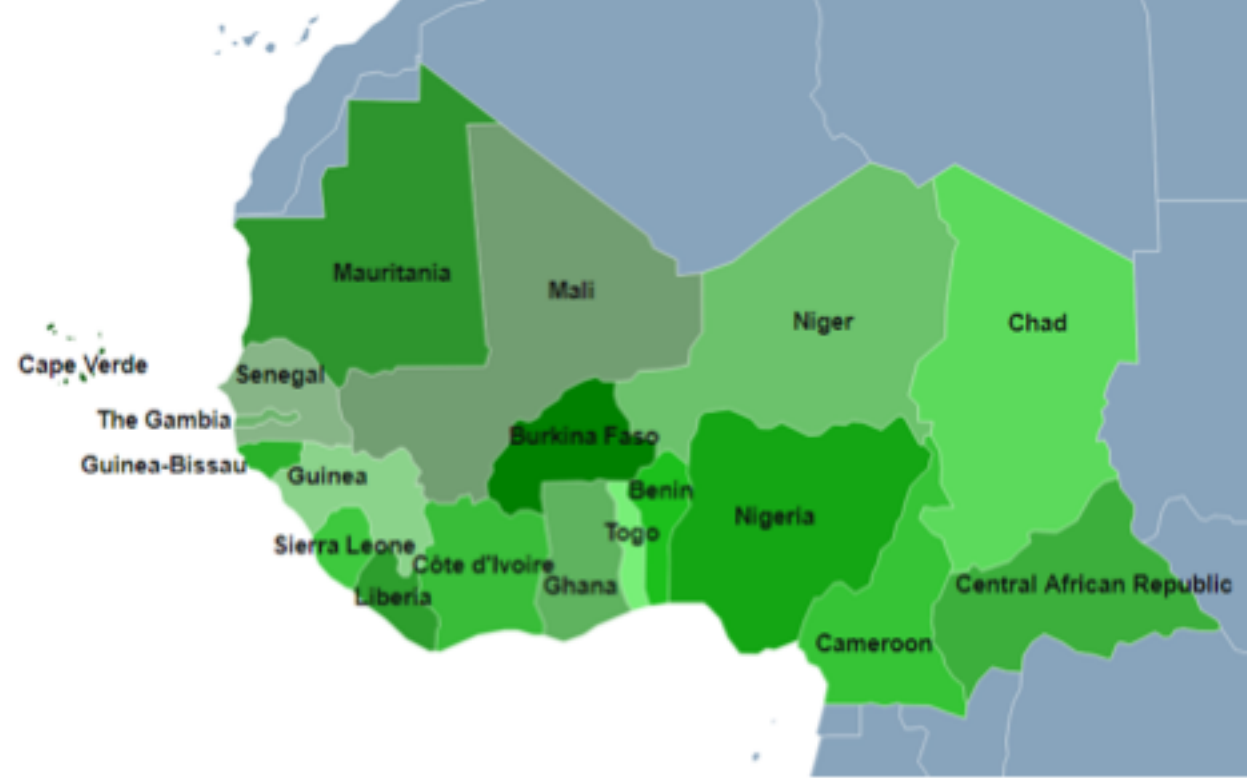 Mauritania
Mali
Niger
Chad
Cape Verde
Senegal
The Gambia
Burkina Faso
Guinea-Bissau
Guinea
Benin
Nigeria
Togo
Sierra Leone
Côte d'Ivoire
Ghana
Central African Republic
Liberia
Cameroon